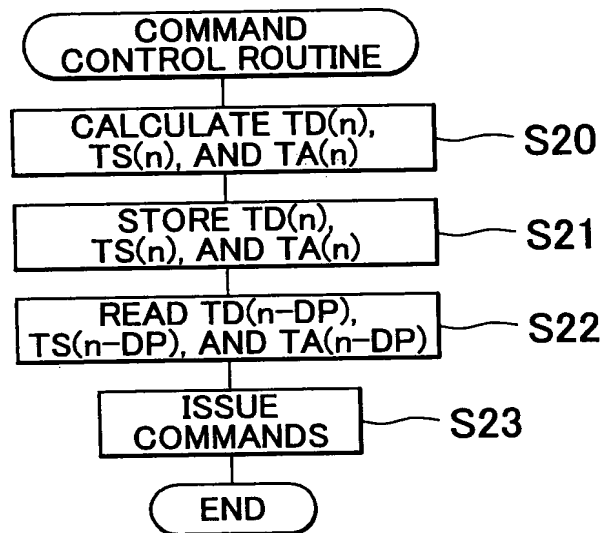 COMMAND
CONTROL ROUTINE
CALCULATE TD(n),
TS(n), AND TA(n)
S20
STORE TD(n),
TS(n), AND TA(n)
S21
READ TD(n-DP),
TS(n-DP), AND TA(n-DP)
S22
ISSUE
COMMANDS
S23
END